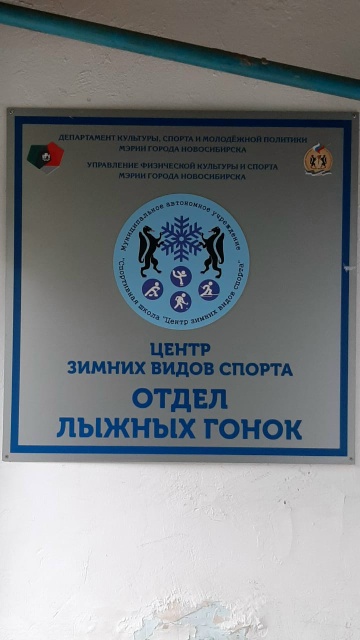 ДЕПАРТАМЕНТ КУЛЬТУРЫ, СПОРТА И МОЛОДЁЖНОЙ ПОЛИТИКИ
МЭРИИ ГОРОДА НОВОСИБИРСКА
УПРАВЛЕНИЕ ФИЗИЧЕСКОЙ КУЛЬТУРЫ И СПОРТА
МЭРИИ ГОРОДА НОВОСИБИРСКА
Муниципальное автономное учреждение
"Спортивная школа "Центр зимних видов спорта"
ЦЕНТР
ЗИМНИХ ВИДОВ СПОРТА
ОТДЕЛ
ЛЫЖНЫХ ГОНОК